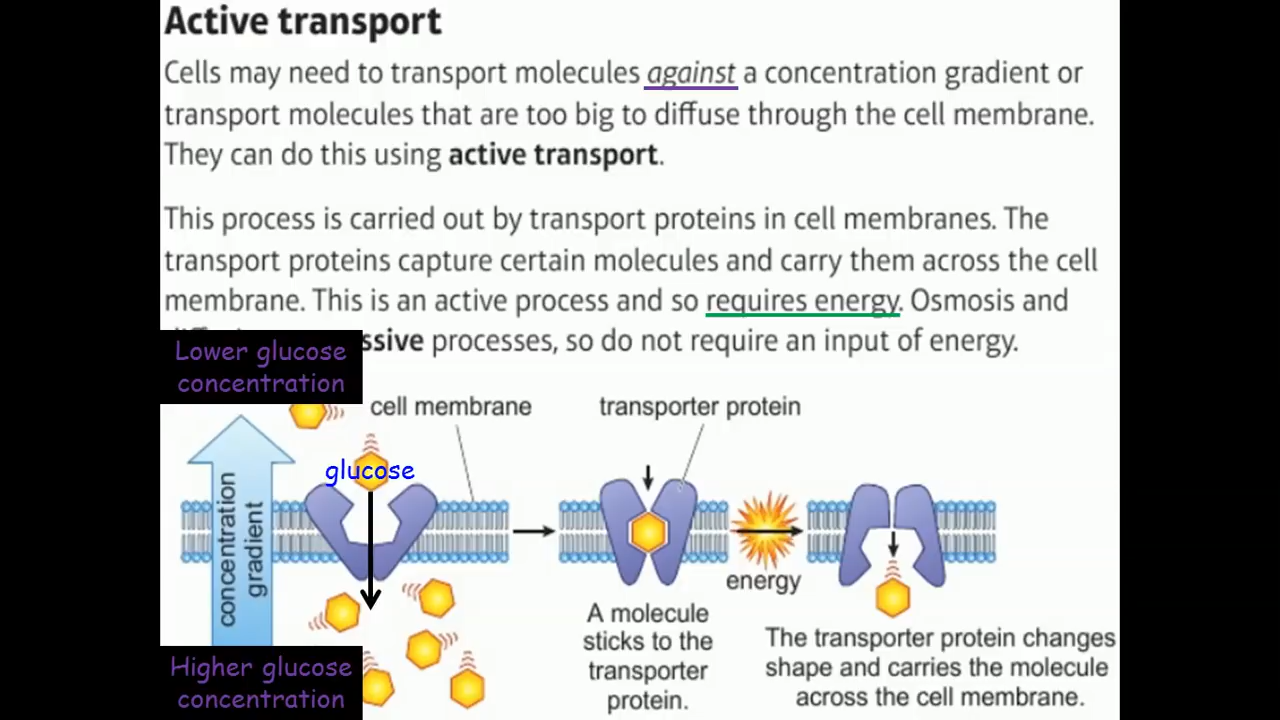 Active transport
Cells may need to transport molecules against a concentration gradient or
transport molecules that are too big to diffuse through the cell membrane.
They can do this using active transport.
This process is carried out by transport proteins in cell membranes. The
transport proteins capture certain molecules and carry them across the cell
membrane. This is an active process and so requires energy. Osmosis and
ssive processes, so do not require an input of energy.
Lower glucose
concentration
cell membrane
transporter protein
glucose
concentration
gradient
energy
A molecule
sticks to the
transporter
protein.
The transporter protein changes
shape and carries the molecule
across the cell membrane.
Higher glucose
concentration